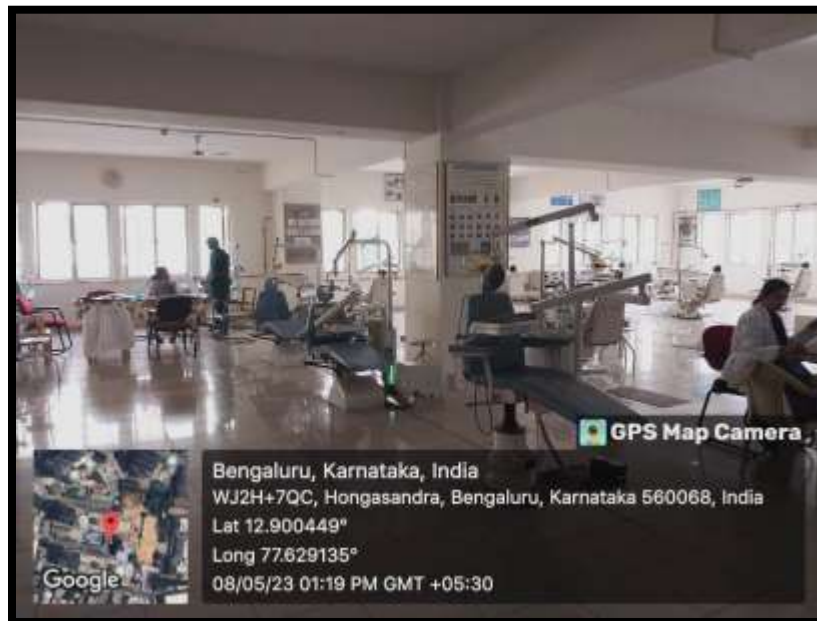 GPS Map Camera
Bengaluru, Karnataka, India
WJ2H+7QC, Hongasandra, Bengaluru, Karnataka 560068, India
Lat 12.900449°
Long 77.629135°
08/05/23 01:19 PM GMT +05:30
Google